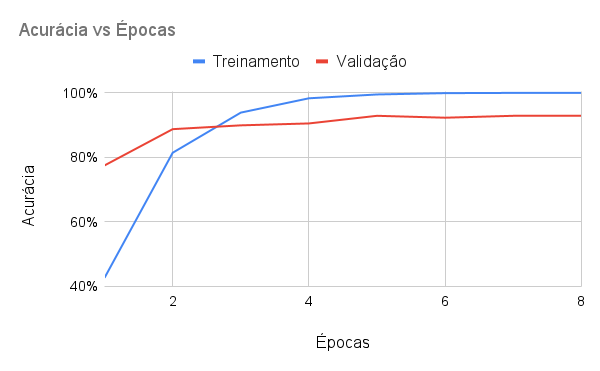 Acurácia vs Épocas
Treinamento Validação
100%
80%
60%
40%
Acurácia
2 4 6 8
Épocas